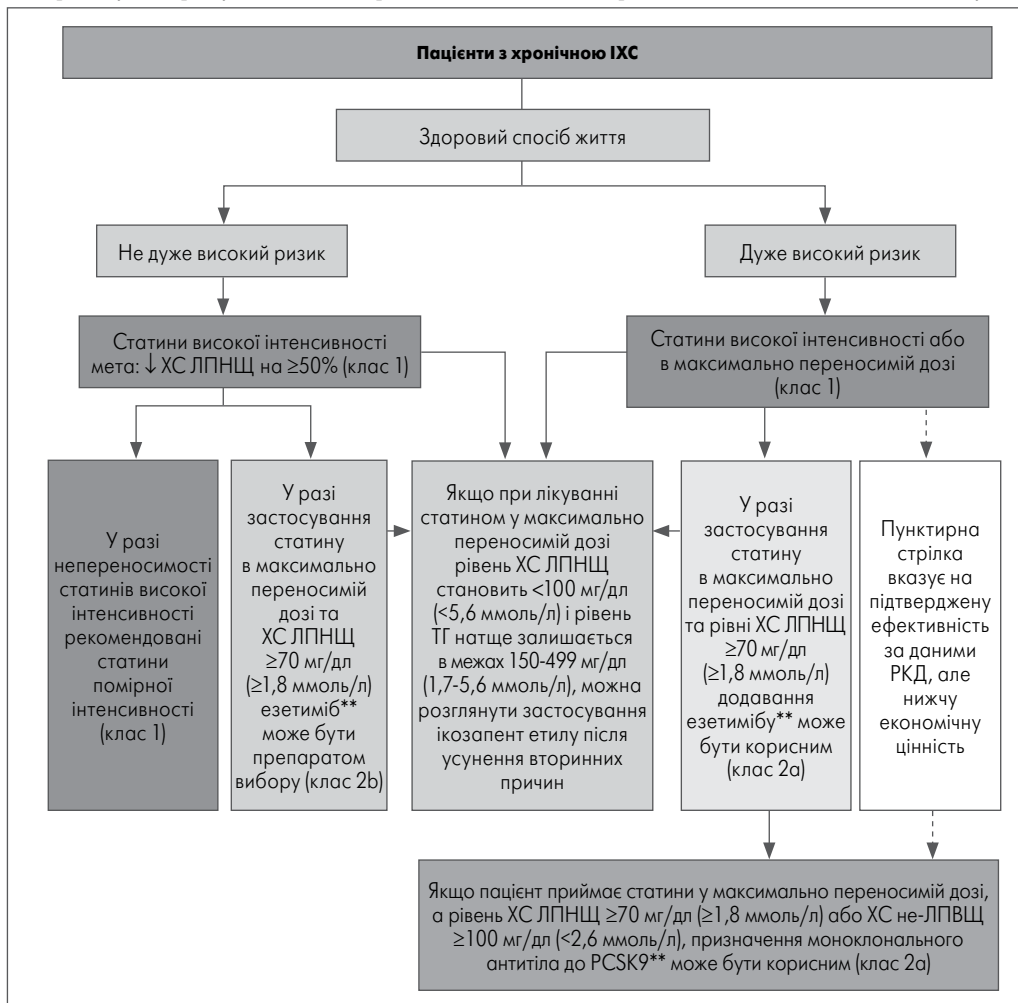 Пацієнти з хронічною ІХС
Здоровий спосіб життя
Не дуже високий ризик
Дуже високий ризик
Статини високої інтенсивності
мета: ↓ ХС ЛПНЩ на ≥50% (клас 1)
Статини високої інтенсивності або
в максимально переносимій дозі
(клас 1)
У разі
непереносимості
статинів високої
інтенсивності
рекомендовані
статини
помірної
інтенсивності
(клас 1)
У разі
застосування
статину
в максимально
переносимій
дозі та
ХС ЛПНЩ
≥70 мг/дл
(≥1,8 ммоль/л)
езетиміб**
може бути
препаратом
вибору (клас 2b)
Якщо при лікуванні
статином у максимально
переносимій дозі
рівень ХС ЛПНЩ
становить <100 мг/дл
(<5,6 ммоль/л) і рівень
ТГ натще залишається
в межах 150-499 мг/дл
(1,7-5,6 ммоль/л), можна
розглянути застосування
ікозапент етилу після
усунення вторинних
причин
У разі
застосування
статину
в максимально
переносимій дозі
та рівні ХС ЛПНЩ
≥70 мг/дл
(≥1,8 ммоль/л)
додавання
езетимібу** може
бути корисним
(клас 2а)
Пунктирна
стрілка
вказує на
підтверджену
ефективність
за даними
РКД, але
нижчу
економічну
цінність
Якщо пацієнт приймає статини у максимально переносимій дозі,
а рівень ХС ЛПНЩ ≥70 мг/дл (≥1,8 ммоль/л) або ХС не-ЛПВЩ
≥100 мг/дл (<2,6 ммоль/л), призначення моноклонального
антитіла до PCSK9** може бути корисним (клас 2а)